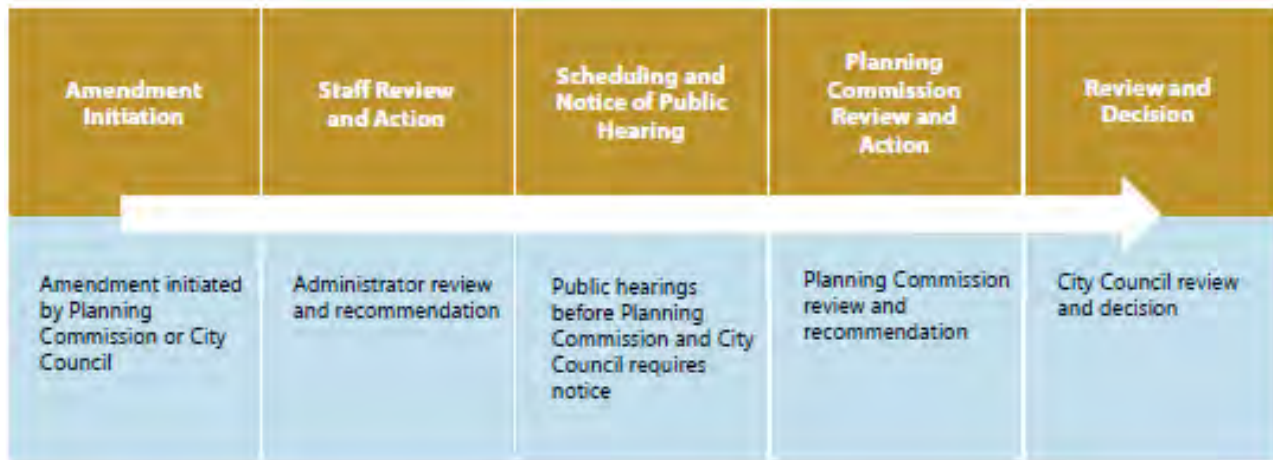 Amendment
Initiation
Staff Review
and Action
Scheduling and
Notice of Public
Hearing
Planning
Commission
Review and
Action
Review and
Decision
Amendment initiated
by Planning
Commission or City
Council
Administrator review
and recommendation
Public hearings
before Planning
Commission and City
Council requires
notice
Planning Commission
review and
recommendation
City Council review
and decision